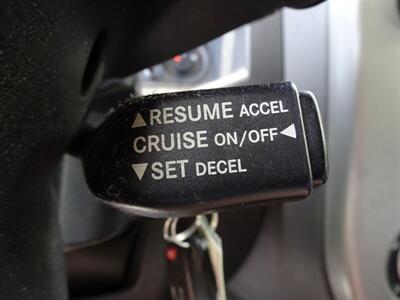 ▲RESUME ACCEL
CRUISE ON/OFF◀
▼SET DECEL